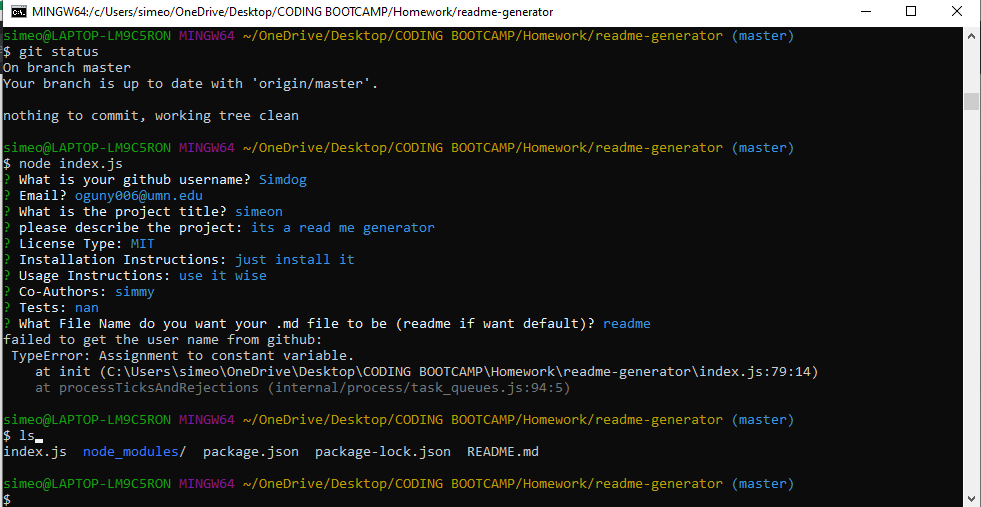 MINGW64:/c/Users/simeo/OneDrive/Desktop/CODING BOOTCAMP/Homework/readme-generator
simeo@LAPTOP-LM9C5RON MINGW64 ~/OneDrive/Desktop/CODING BOOTCAMP/Homework/readme-generator (master)
$ git status
On branch master
Your branch is up to date with 'origin/master'.
nothing to commit, working tree clean
simeo@LAPTOP-LM9C5RON MINGW64 ~/OneDrive/Desktop/CODING BOOTCAMP/Homework/readme-generator (master)
$ node index.js
? What is your github username? Simdog
? Email? oguny006@umn.edu
? What is the project title? simeon
? please describe the project: its a read me generator
? License Type: MIT
? Installation Instructions: just install it
? Usage Instructions: use it wise
? Co-Authors: simmy
? Tests: nan
? What File Name do you want your .md file to be (readme if want default)? readme
failed to get the user name from github:
TypeError: Assignment to constant variable.
at init (C:\Users\simeo\OneDrive\Desktop\CODING BOOTCAMP\Homework\readme-generator\index.js:79:14)
at processTicksAndRejections (internal/process/task_queues.js:94:5)
simeo@LAPTOP-LM9C5RON MINGW64 ~/OneDrive/Desktop/CODING BOOTCAMP/Homework/readme-generator (master)
$ ls
index.js  node_modules/  package.json  package-lock.json  README.md
simeo@LAPTOP-LM9C5RON MINGW64 ~/OneDrive/Desktop/CODING BOOTCAMP/Homework/readme-generator (master)
$